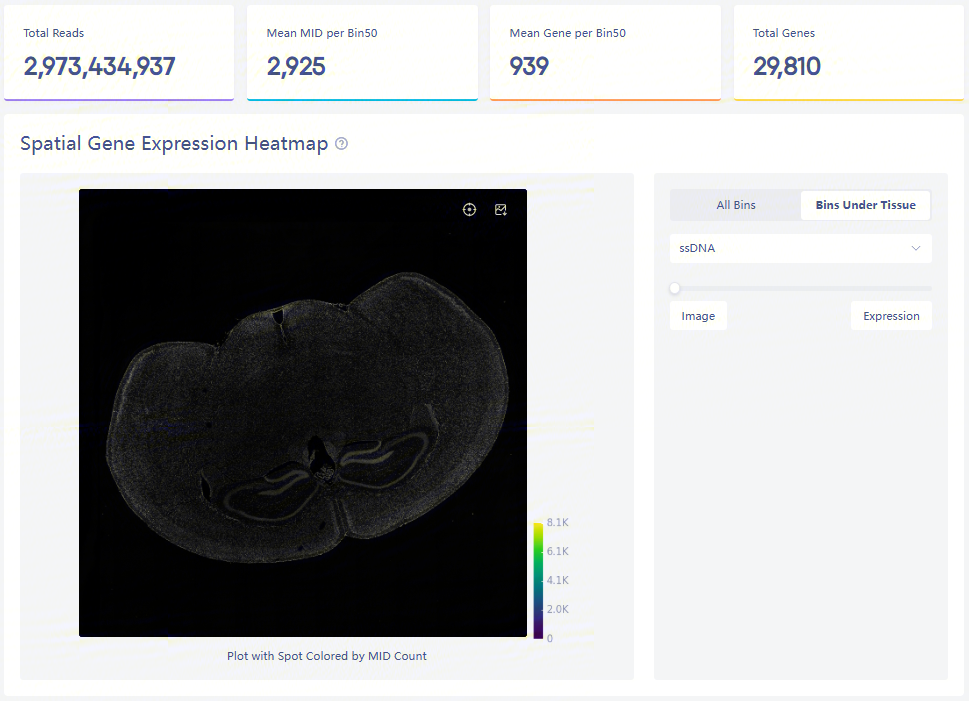 Total Reads
2,973,434,937
Mean MID per Bin50
2,925
Mean Gene per Bin50
939
Total Genes
29,810
Spatial Gene Expression Heatmap
All Bins
Bins Under Tissue
ssDNA
Image
Expression
8.1K
6.1K
4.1K
2.0K
0
Plot with Spot Colored by MID Count